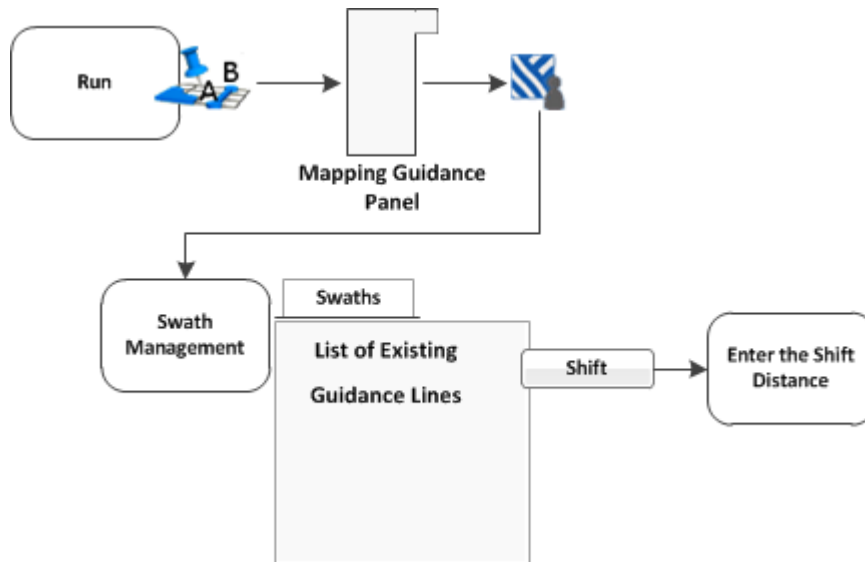 Run
A
B
Mapping Guidance
Panel
Swath
Management
Swaths
List of Existing
Guidance Lines
Shift
Enter the Shift
Distance